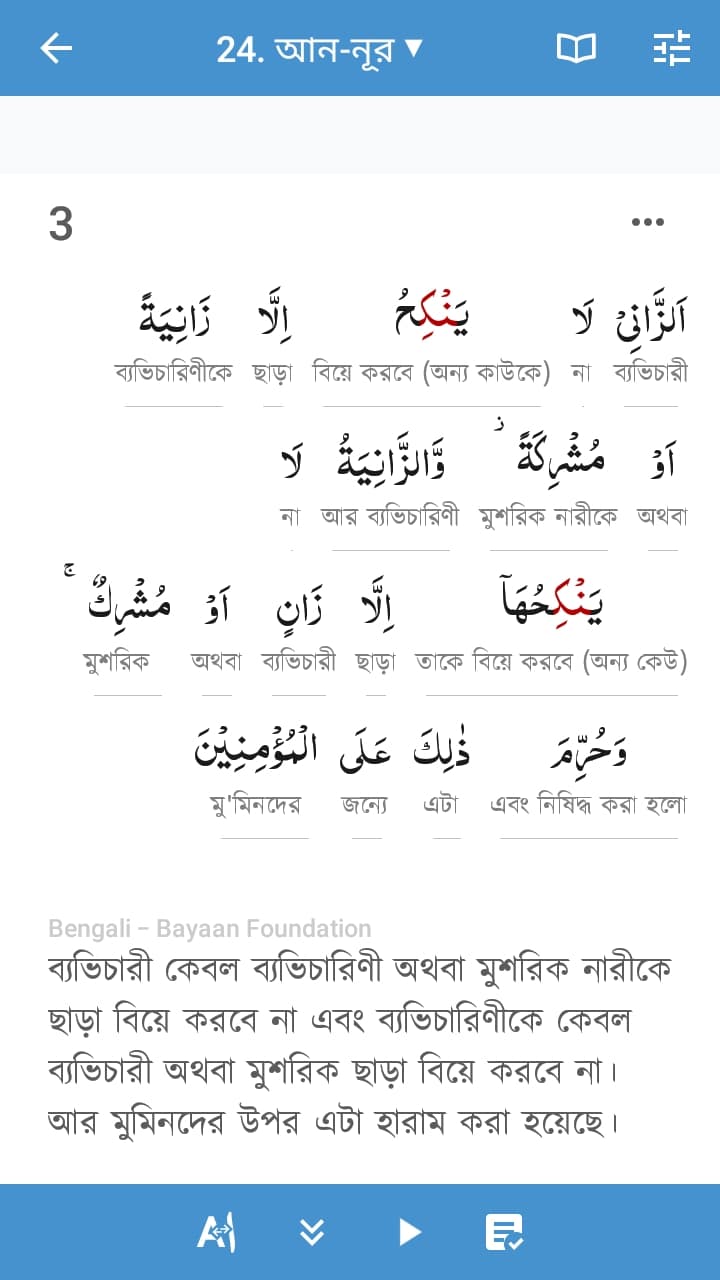 24. আন-নূর ▼
3
اَلزَّانِیۡ لَا یَنۡکِحُ اِلَّا زَانِیَةً
ব্যভিচারী না বিয়ে করবে (অন্য কাউকে) ছাড়া ব্যভিচারিণীকে
اَوۡ مُشۡرِکَةً ۫ وَّالزَّانِیَةُ لَا
অথবা মুশরিক নারীকে আর ব্যভিচারিণী না
یَنۡکِحُهَاۤ اِلَّا زَانٍ اَوۡ مُشۡرِکٌ ۚ
তাকে বিয়ে করবে (অন্য কেউ) ছাড়া ব্যভিচারী অথবা মুশরিক
وَحُرِّمَ ذٰلِکَ عَلَی الۡمُؤۡمِنِیۡنَ
এবং নিষিদ্ধ করা হলো এটা জন্যে মু'মিনদের
Bengali – Bayaan Foundation
ব্যভিচারী কেবল ব্যভিচারিণী অথবা মুশরিক নারীকে
ছাড়া বিয়ে করবে না এবং ব্যভিচারিণীকে কেবল
ব্যভিচারী অথবা মুশরিক ছাড়া বিয়ে করবে না।
আর মুমিনদের উপর এটা হারাম করা হয়েছে।